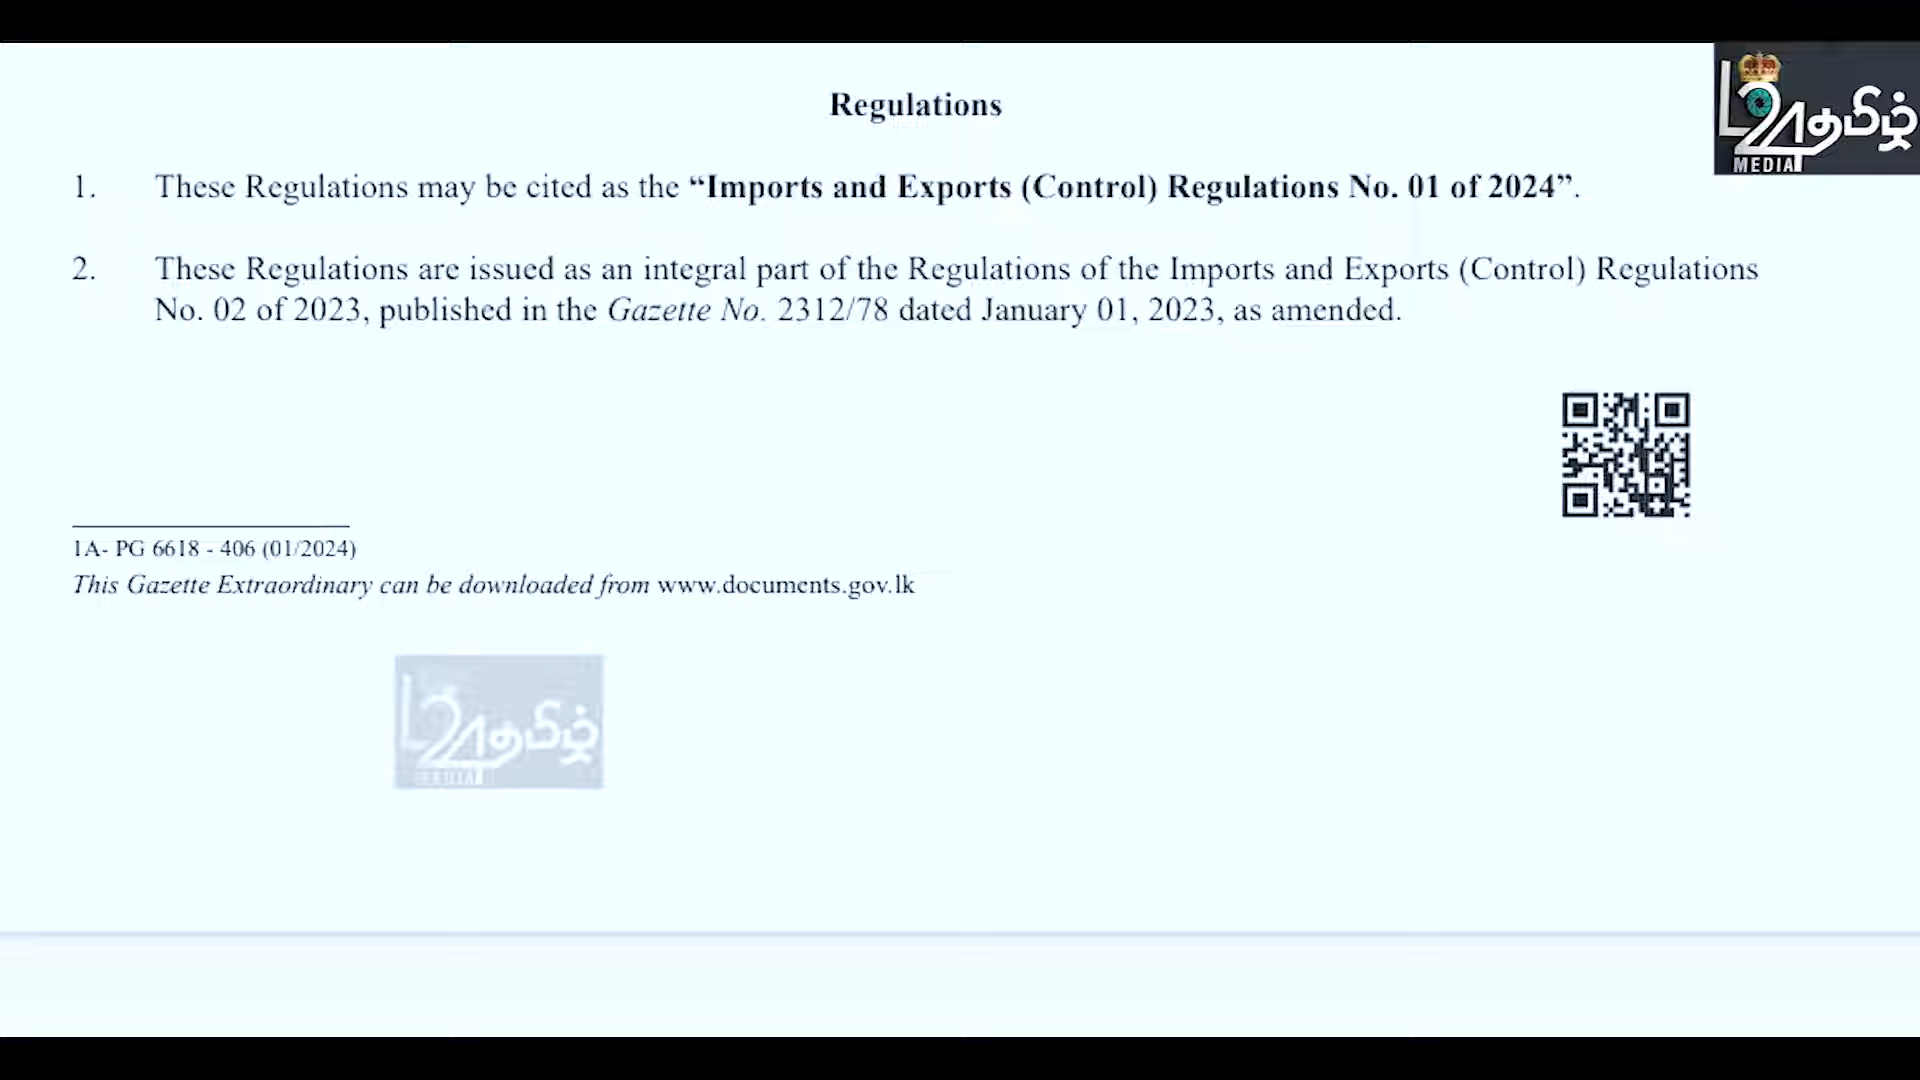 Regulations
1. These Regulations may be cited as the “Imports and Exports (Control) Regulations No. 01 of 2024”.
2. These Regulations are issued as an integral part of the Regulations of the Imports and Exports (Control) Regulations
No. 02 of 2023, published in the Gazette No. 2312/78 dated January 01, 2023, as amended.
1A- PG 6618 - 406 (01/2024)
This Gazette Extraordinary can be downloaded from www.documents.gov.lk
L24தமிழ்
MEDIA
L24தமிழ்
MEDIA